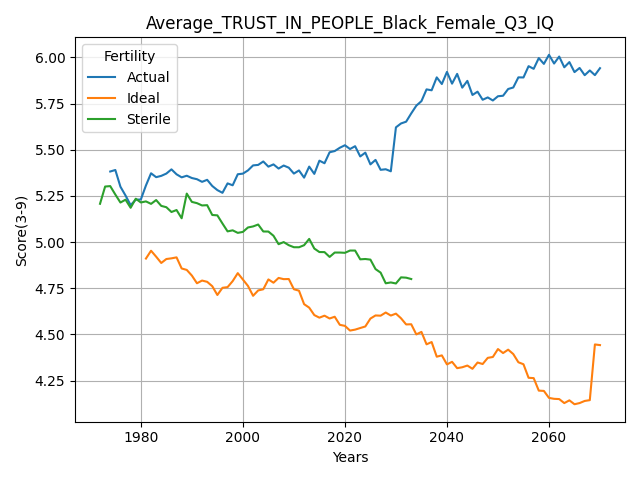 Average_TRUST_IN_PEOPLE_Black_Female_Q3_IQ
Fertility
Actual
Ideal
Sterile
Score(3-9)
6.00
5.75
5.50
5.25
5.00
4.75
4.50
4.25
1980
2000
2020
2040
2060
Years